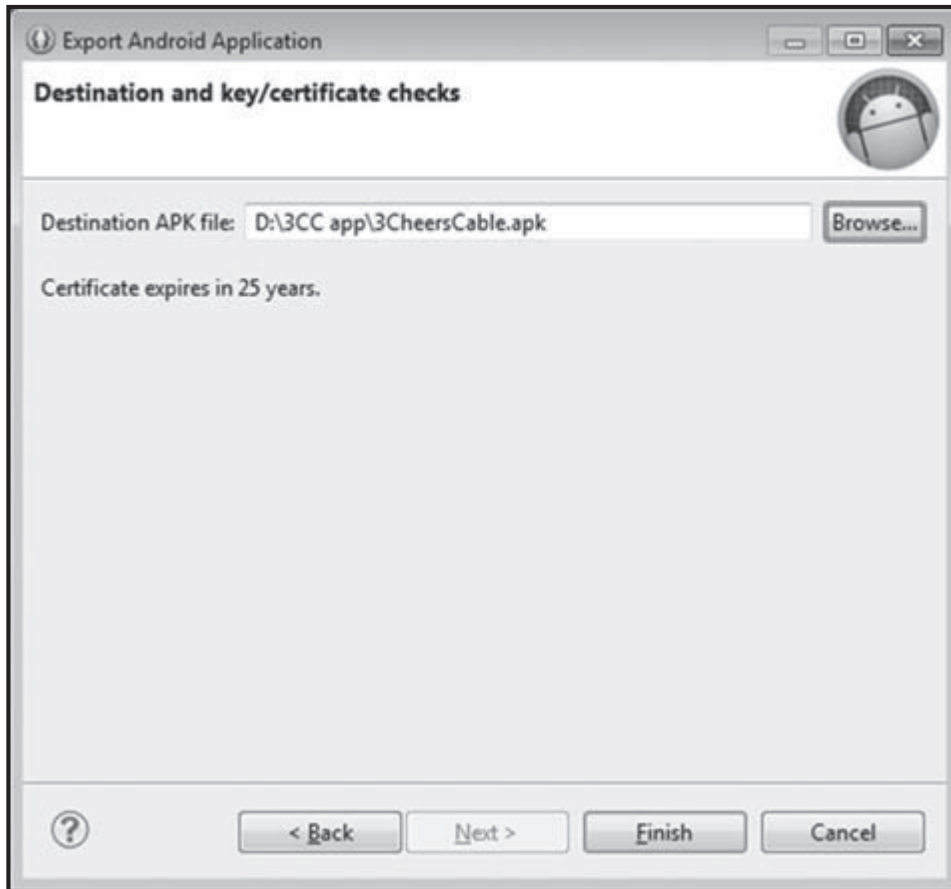 Export Android Application
Destination and key/certificate checks
Destination APK file: D:\3CC app\3CheersCable.apk Browse...
Certificate expires in 25 years.
? < Back Next > Finish Cancel